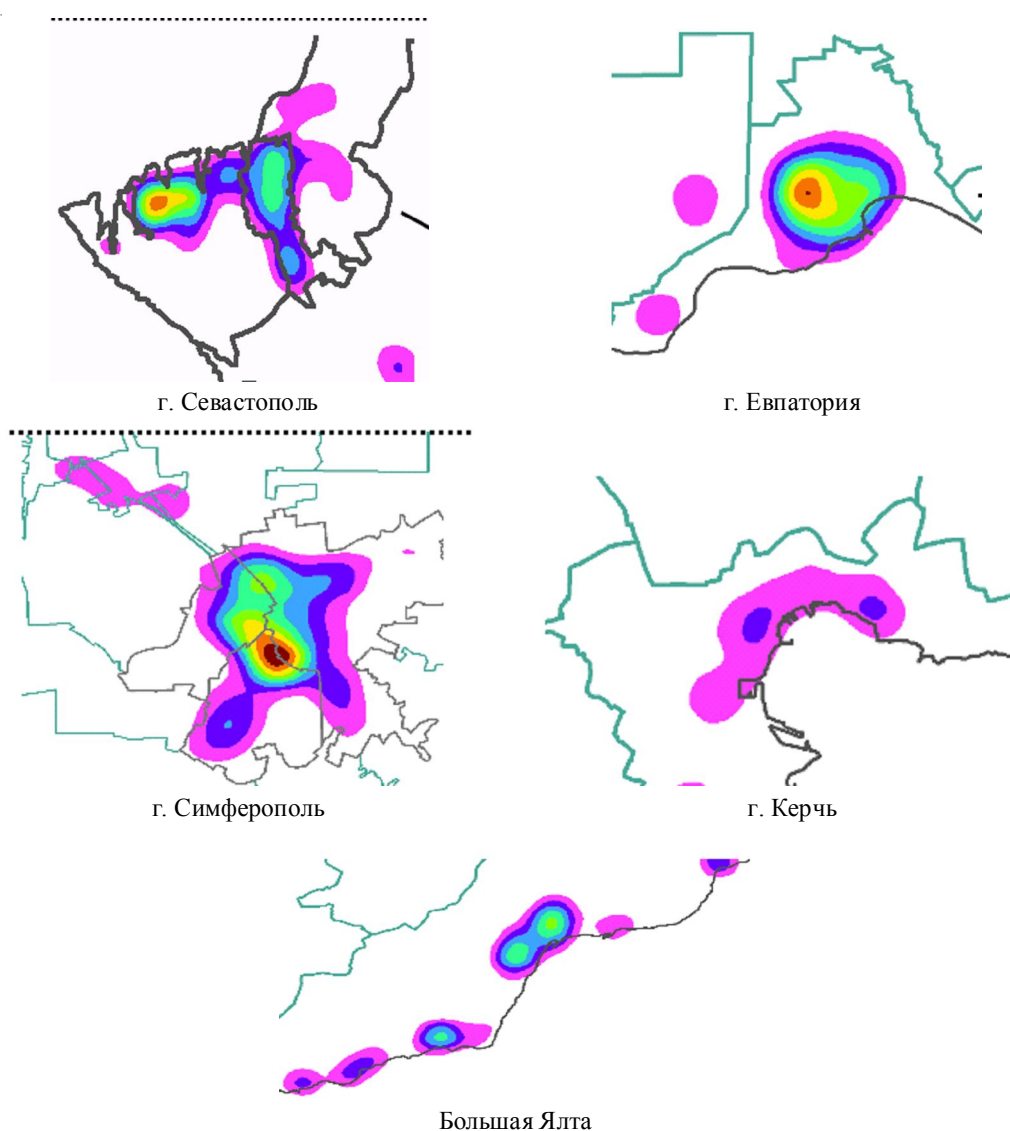 г. Севастополь
г. Евпатория
г. Симферополь
г. Керчь
Большая Ялта